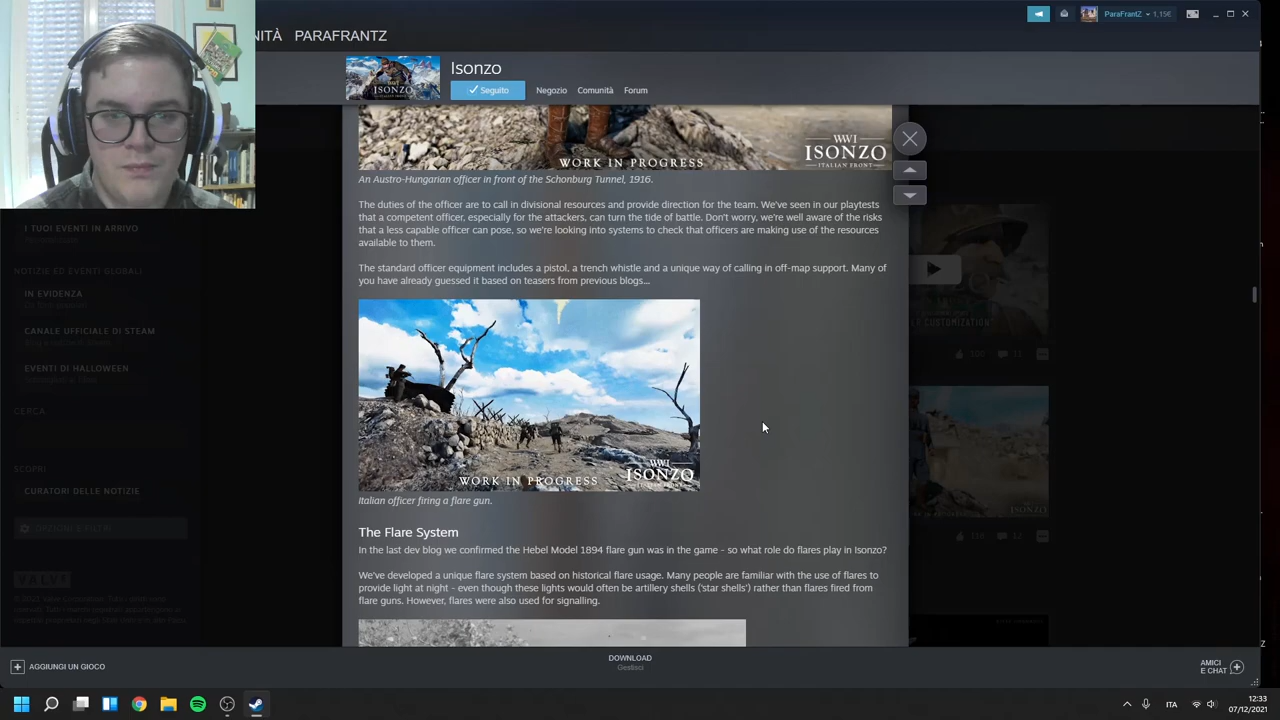 NITÀ PARAFRANTZ
ParaFrantZ 1,15€
Isonzo
Seguito Negozio Comunità Forum
WWI
ISONZO
ITALIAN FRONT
WORK IN PROGRESS
WWI
ISONZO
ITALIAN FRONT
An Austro-Hungarian officer in front of the Schonburg Tunnel, 1916.
The duties of the officer are to call in divisional resources and provide direction for the team. We've seen in our playtests
that a competent officer, especially for the attackers, can turn the tide of battle. Don't worry, we're well aware of the risks
that a less capable officer can pose, so we're looking into systems to check that officers are making use of the resources
available to them.
The standard officer equipment includes a pistol, a trench whistle and a unique way of calling in off-map support. Many of
you have already guessed it based on teasers from previous blogs...
WORK IN PROGRESS
WWI
ISONZO
Italian officer firing a flare gun.
The Flare System
In the last dev blog we confirmed the Hebel Model 1894 flare gun was in the game - so what role do flares play in Isonzo?
We've developed a unique flare system based on historical flare usage. Many people are familiar with the use of flares to
provide light at night - even though these lights would often be artillery shells ('star shells') rather than flares fired from
flare guns. However, flares were also used for signalling.
I TUOI EVENTI IN ARRIVO
NOTIZIE ED EVENTI GLOBALI
IN EVIDENZA
CANALE UFFICIALE DI STEAM
EVENTI DI HALLOWEEN
CERCA
SCOPRI
CURATORI DELLE NOTIZIE
OPZIONI E FILTRI
VALVE
CUSTOMIZATION
100 11
AGGIUNGI UN GIOCO
DOWNLOAD
Gestisci
AMICI
E CHAT
ITA
12:33
07/12/2021